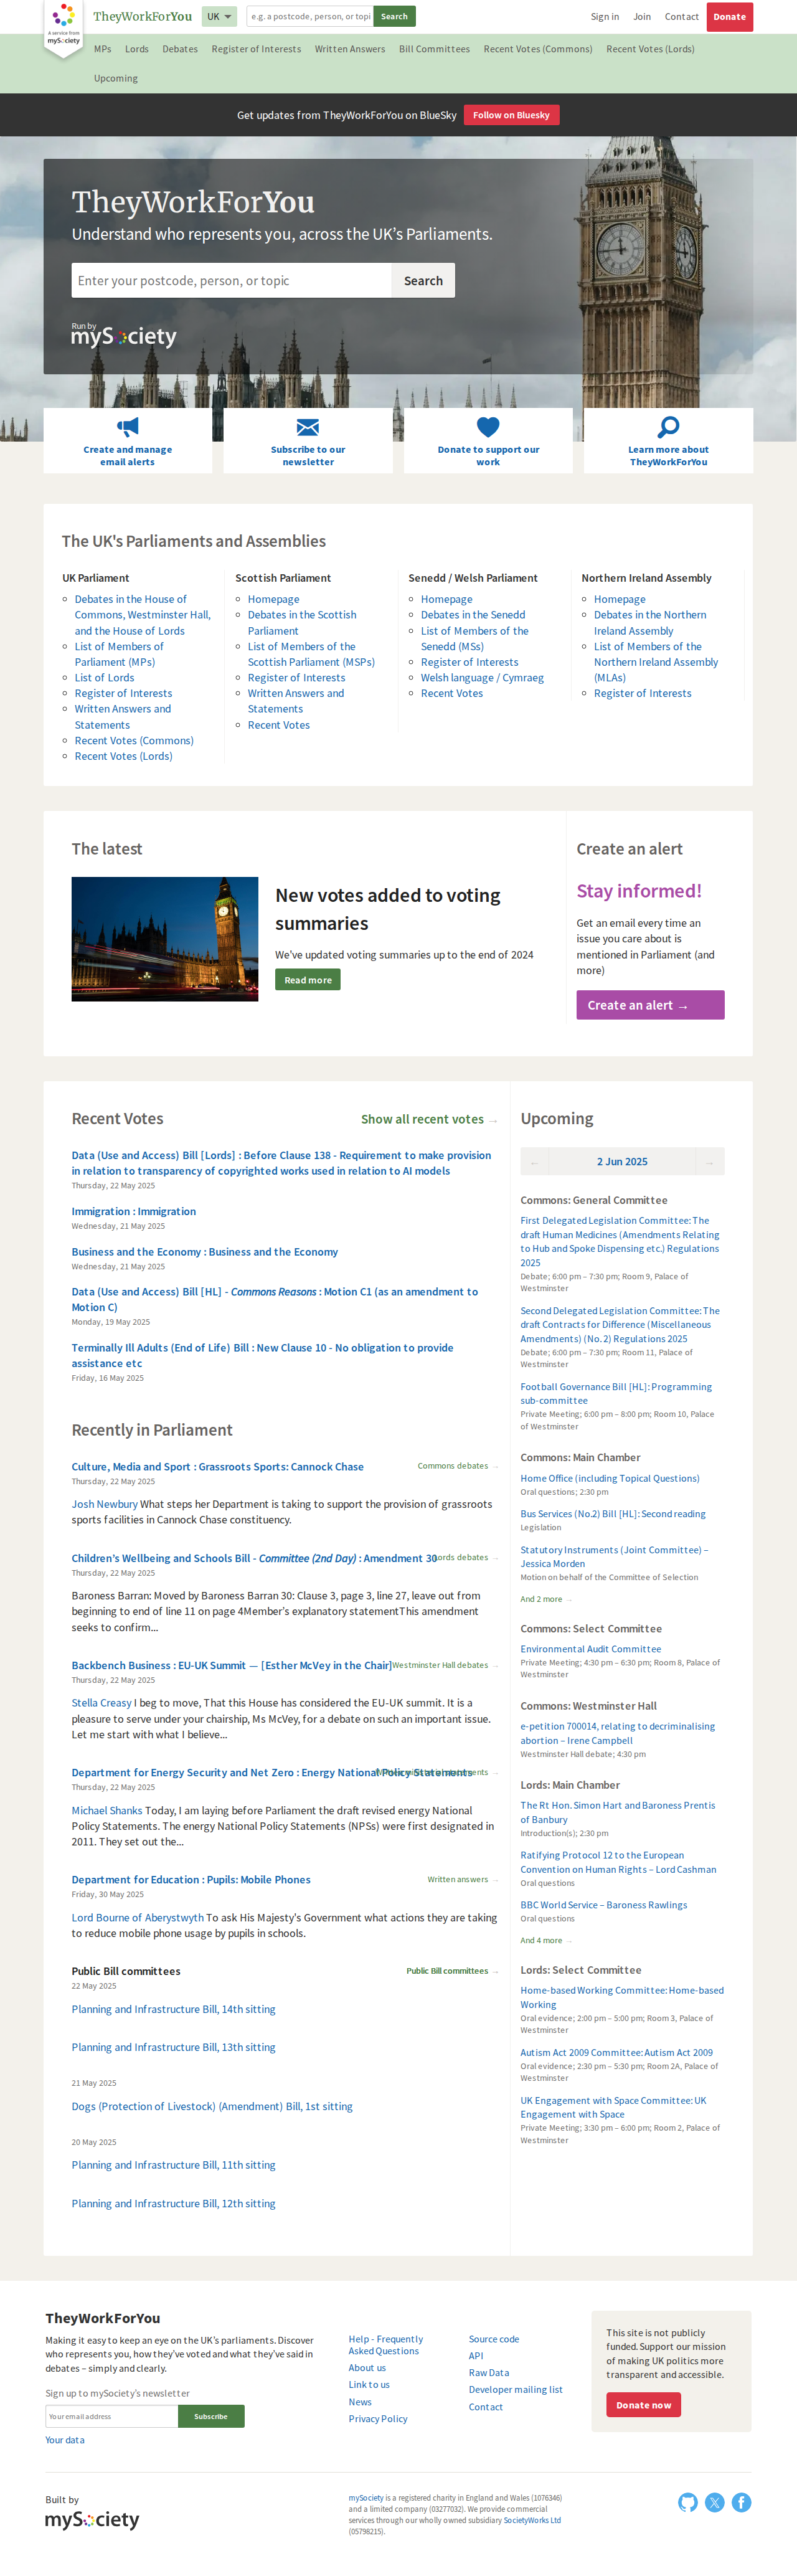 A service from
mySociety
TheyWorkForYou
UK
e.g. a postcode, person, or topi
Search
Sign in
Join
Contact
Donate
MPs
Lords
Debates
Register of Interests
Written Answers
Bill Committees
Recent Votes (Commons)
Recent Votes (Lords)
Upcoming
Get updates from TheyWorkForYou on BlueSky
Follow on Bluesky
TheyWorkForYou
Understand who represents you, across the UK’s Parliaments.
Enter your postcode, person, or topic
Search
Run by
mySociety
Create and manage
email alerts
Subscribe to our
newsletter
Donate to support our
work
Learn more about
TheyWorkForYou
The UK's Parliaments and Assemblies
UK Parliament
Debates in the House of
Commons, Westminster Hall,
and the House of Lords
List of Members of
Parliament (MPs)
List of Lords
Register of Interests
Written Answers and
Statements
Recent Votes (Commons)
Recent Votes (Lords)
Scottish Parliament
Homepage
Debates in the Scottish
Parliament
List of Members of the
Scottish Parliament (MSPs)
Register of Interests
Written Answers and
Statements
Recent Votes
Senedd / Welsh Parliament
Homepage
Debates in the Senedd
List of Members of the
Senedd (MSs)
Register of Interests
Welsh language / Cymraeg
Recent Votes
Northern Ireland Assembly
Homepage
Debates in the Northern
Ireland Assembly
List of Members of the
Northern Ireland Assembly
(MLAs)
Register of Interests
The latest
New votes added to voting
summaries
We've updated voting summaries up to the end of 2024
Read more
Create an alert
Stay informed!
Get an email every time an
issue you care about is
mentioned in Parliament (and
more)
Create an alert →
Recent Votes
Show all recent votes →
Data (Use and Access) Bill [Lords] : Before Clause 138 - Requirement to make provision
in relation to transparency of copyrighted works used in relation to AI models
Thursday, 22 May 2025
Immigration : Immigration
Wednesday, 21 May 2025
Business and the Economy : Business and the Economy
Wednesday, 21 May 2025
Data (Use and Access) Bill [HL] - Commons Reasons : Motion C1 (as an amendment to
Motion C)
Monday, 19 May 2025
Terminally Ill Adults (End of Life) Bill : New Clause 10 - No obligation to provide
assistance etc
Friday, 16 May 2025
Recently in Parliament
Culture, Media and Sport : Grassroots Sports: Cannock Chase
Commons debates →
Thursday, 22 May 2025
Josh Newbury What steps her Department is taking to support the provision of grassroots
sports facilities in Cannock Chase constituency.
Children’s Wellbeing and Schools Bill - Committee (2nd Day) : Amendment 30
Lords debates →
Thursday, 22 May 2025
Baroness Barran: Moved by Baroness Barran 30: Clause 3, page 3, line 27, leave out from
beginning to end of line 11 on page 4Member’s explanatory statementThis amendment
seeks to confirm...
Backbench Business : EU-UK Summit — [Esther McVey in the Chair]
Westminster Hall debates →
Thursday, 22 May 2025
Stella Creasy I beg to move, That this House has considered the EU-UK summit. It is a
pleasure to serve under your chairship, Ms McVey, for a debate on such an important issue.
Let me start with what I believe...
Department for Energy Security and Net Zero : Energy National Policy Statements
Written ministerial statements →
Thursday, 22 May 2025
Michael Shanks Today, I am laying before Parliament the draft revised energy National
Policy Statements. The energy National Policy Statements (NPSs) were first designated in
2011. They set out the...
Department for Education : Pupils: Mobile Phones
Written answers →
Friday, 30 May 2025
Lord Bourne of Aberystwyth To ask His Majesty's Government what actions they are taking
to reduce mobile phone usage by pupils in schools.
Public Bill committees
Public Bill committees →
22 May 2025
Planning and Infrastructure Bill, 14th sitting
Planning and Infrastructure Bill, 13th sitting
21 May 2025
Dogs (Protection of Livestock) (Amendment) Bill, 1st sitting
20 May 2025
Planning and Infrastructure Bill, 11th sitting
Planning and Infrastructure Bill, 12th sitting
Upcoming
←
2 Jun 2025
→
Commons: General Committee
First Delegated Legislation Committee: The
draft Human Medicines (Amendments Relating
to Hub and Spoke Dispensing etc.) Regulations
2025
Debate; 6:00 pm – 7:30 pm; Room 9, Palace of
Westminster
Second Delegated Legislation Committee: The
draft Contracts for Difference (Miscellaneous
Amendments) (No. 2) Regulations 2025
Debate; 6:00 pm – 7:30 pm; Room 11, Palace of
Westminster
Football Governance Bill [HL]: Programming
sub-committee
Private Meeting; 6:00 pm – 8:00 pm; Room 10, Palace
of Westminster
Commons: Main Chamber
Home Office (including Topical Questions)
Oral questions; 2:30 pm
Bus Services (No.2) Bill [HL]: Second reading
Legislation
Statutory Instruments (Joint Committee) –
Jessica Morden
Motion on behalf of the Committee of Selection
And 2 more →
Commons: Select Committee
Environmental Audit Committee
Private Meeting; 4:30 pm – 6:30 pm; Room 8, Palace of
Westminster
Commons: Westminster Hall
e-petition 700014, relating to decriminalising
abortion – Irene Campbell
Westminster Hall debate; 4:30 pm
Lords: Main Chamber
The Rt Hon. Simon Hart and Baroness Prentis
of Banbury
Introduction(s); 2:30 pm
Ratifying Protocol 12 to the European
Convention on Human Rights – Lord Cashman
Oral questions
BBC World Service – Baroness Rawlings
Oral questions
And 4 more →
Lords: Select Committee
Home-based Working Committee: Home-based
Working
Oral evidence; 2:00 pm – 5:00 pm; Room 3, Palace of
Westminster
Autism Act 2009 Committee: Autism Act 2009
Oral evidence; 2:30 pm – 5:30 pm; Room 2A, Palace of
Westminster
UK Engagement with Space Committee: UK
Engagement with Space
Private Meeting; 3:30 pm – 6:00 pm; Room 2, Palace of
Westminster
TheyWorkForYou
Making it easy to keep an eye on the UK’s parliaments. Discover
who represents you, how they’ve voted and what they’ve said in
debates – simply and clearly.
Sign up to mySociety’s newsletter
Your email address
Subscribe
Your data
Help - Frequently
Asked Questions
About us
Link to us
News
Privacy Policy
Source code
API
Raw Data
Developer mailing list
Contact
This site is not publicly
funded. Support our mission
of making UK politics more
transparent and accessible.
Donate now
Built by
mySociety
mySociety is a registered charity in England and Wales (1076346)
and a limited company (03277032). We provide commercial
services through our wholly owned subsidiary SocietyWorks Ltd
(05798215).